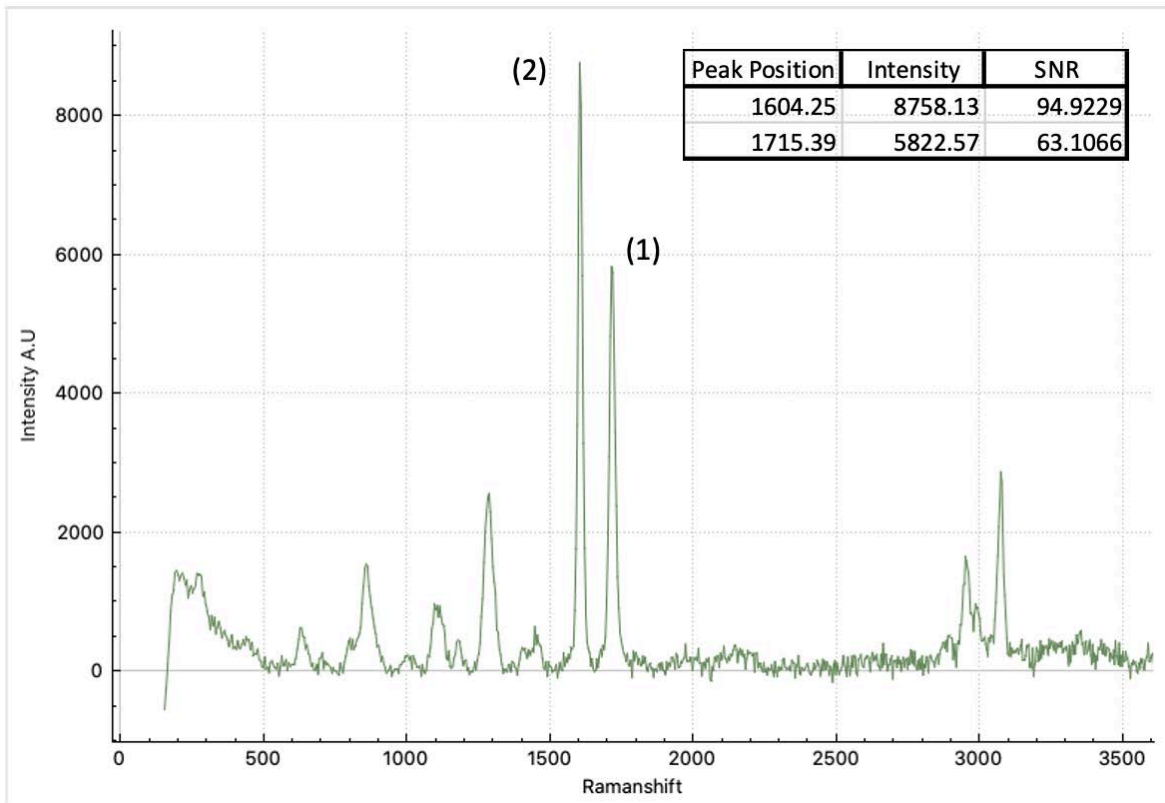 (2)
Peak Position Intensity SNR
1604.25 8758.13 94.9229
1715.39 5822.57 63.1066
8000
(1)
6000
4000
2000
0
Intensity A.U
0 500 1000 1500 2000 2500 3000 3500
Ramanshift